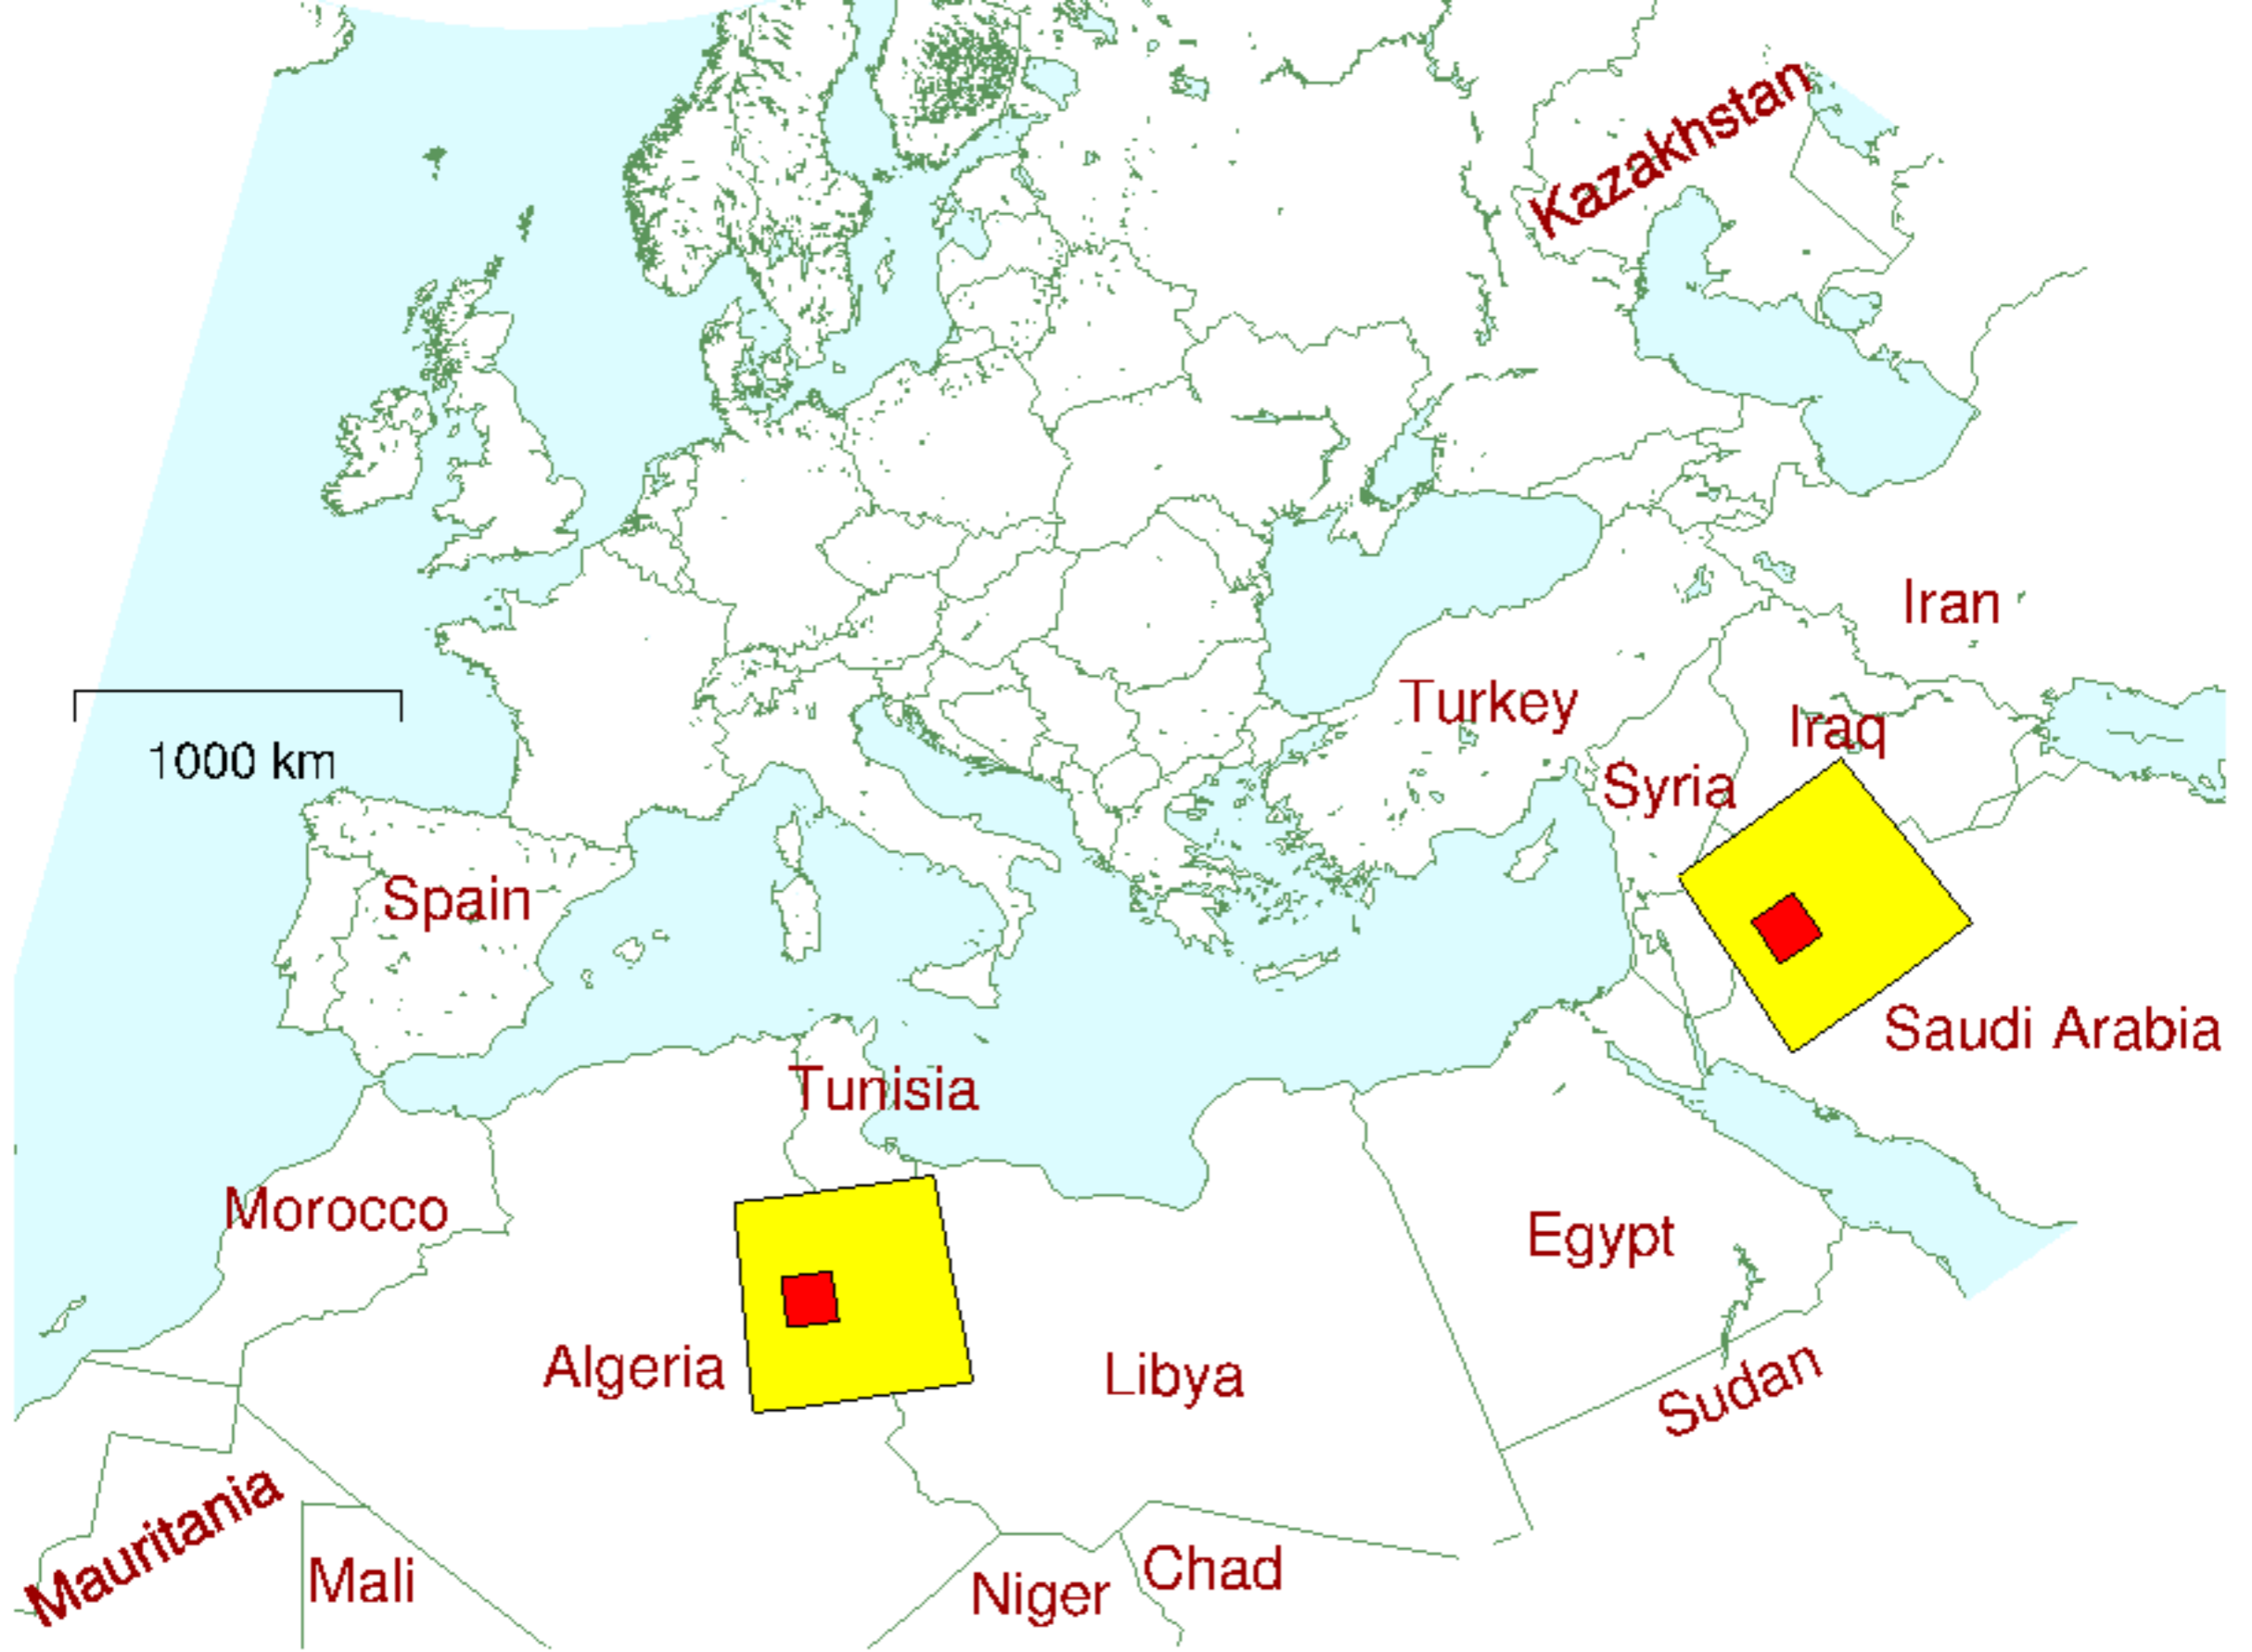 Kazakhstan
Iran
Turkey
Iraq
1000 km
Syria
Spain
Saudi Arabia
Tunisia
Morocco
Egypt
Algeria
Libya
Sudan
Mauritania
Mali
Niger
Chad